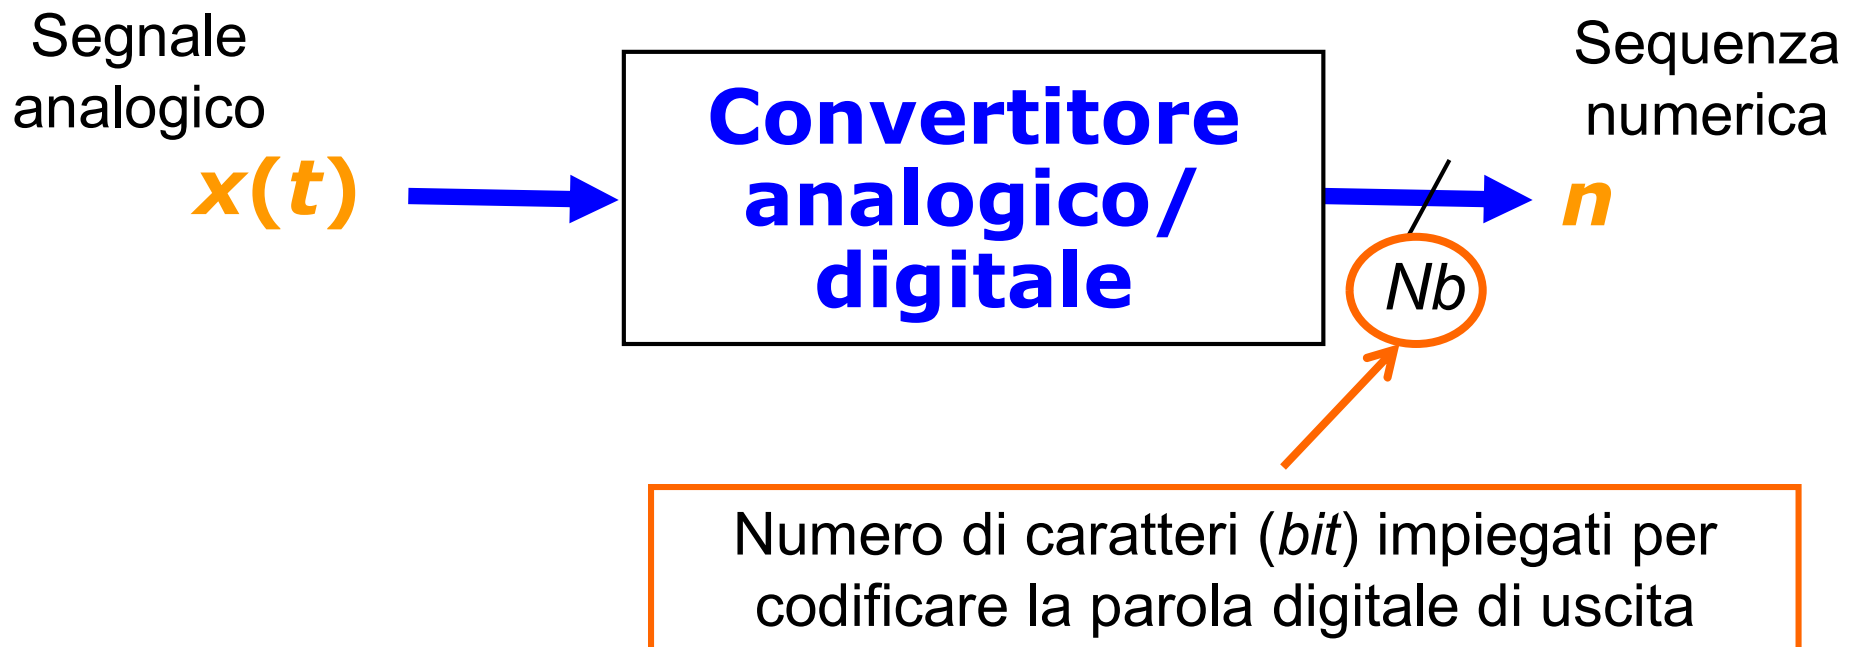 Segnale
analogico
x(t)
Convertitore
analogico/
digitale
Sequenza
numerica
n
Nb
Numero di caratteri (bit) impiegati per
codificare la parola digitale di uscita